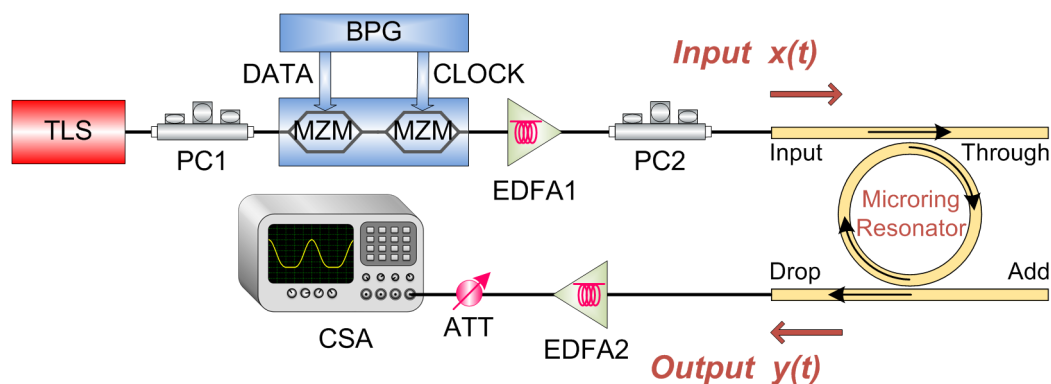 BPG
Input x(t)
DATA
CLOCK
TLS
MZM
MZM
PC1
EDFA1
PC2
Input
Through
Microring
Resonator
Drop
Add
CSA
ATT
EDFA2
Output y(t)